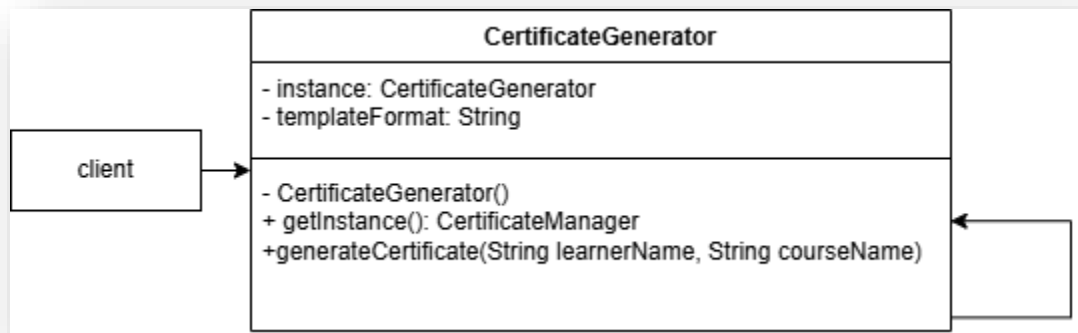 CertificateGenerator
- instance: CertificateGenerator
- templateFormat: String
client
- CertificateGenerator()
+ getInstance(): CertificateManager
+generateCertificate(String learnerName, String courseName)